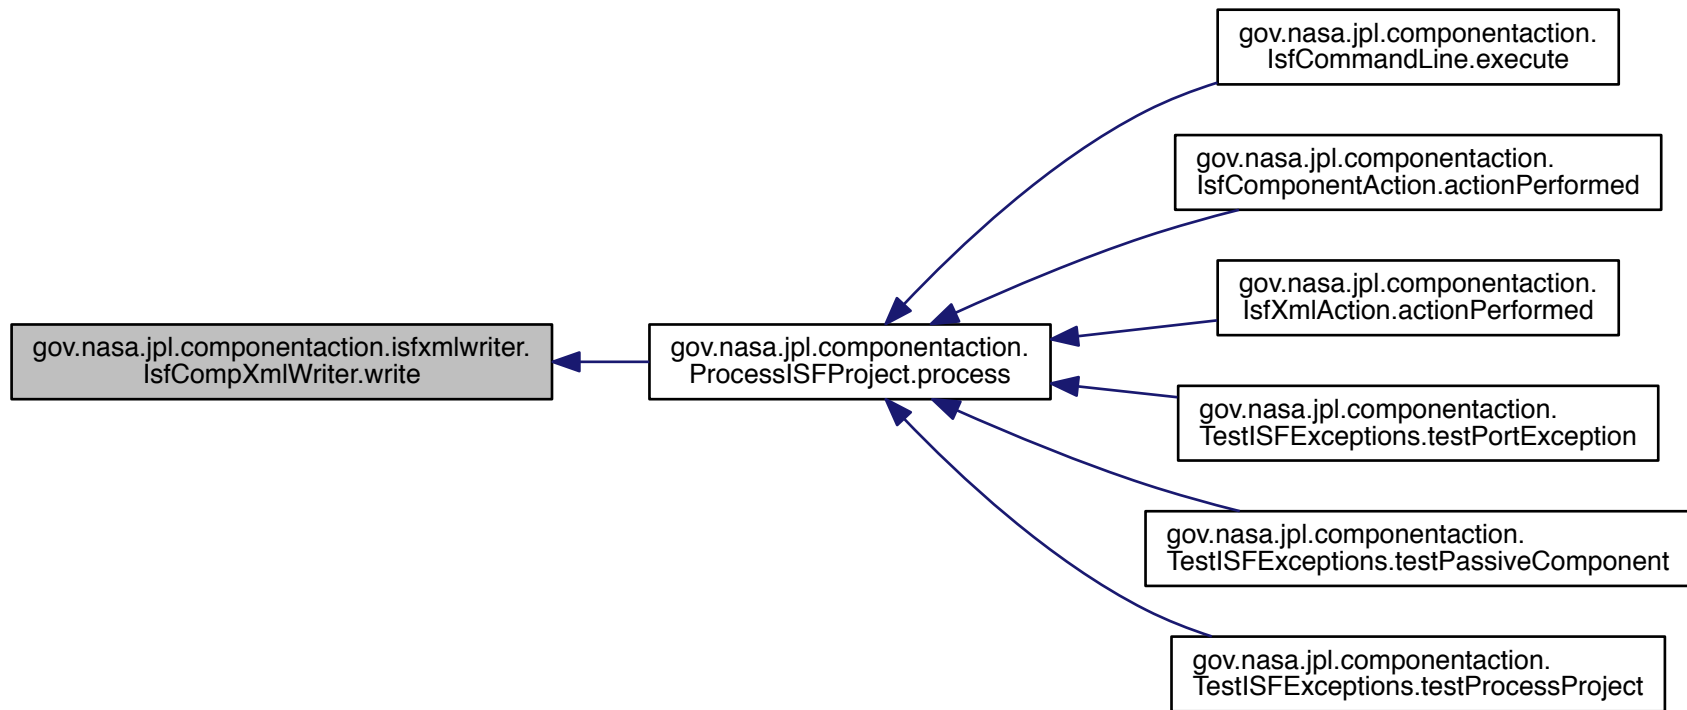 gov.nasa.jpl.componentaction.
IsfCommandLine.execute
gov.nasa.jpl.componentaction.
IsfComponentAction.actionPerformed
gov.nasa.jpl.componentaction.
IsfXmlAction.actionPerformed
gov.nasa.jpl.componentaction.isfxmlwriter.
IsfCompXmlWriter.write
gov.nasa.jpl.componentaction.
ProcessISFProject.process
gov.nasa.jpl.componentaction.
TestISFExceptions.testPortException
gov.nasa.jpl.componentaction.
TestISFExceptions.testPassiveComponent
gov.nasa.jpl.componentaction.
TestISFExceptions.testProcessProject